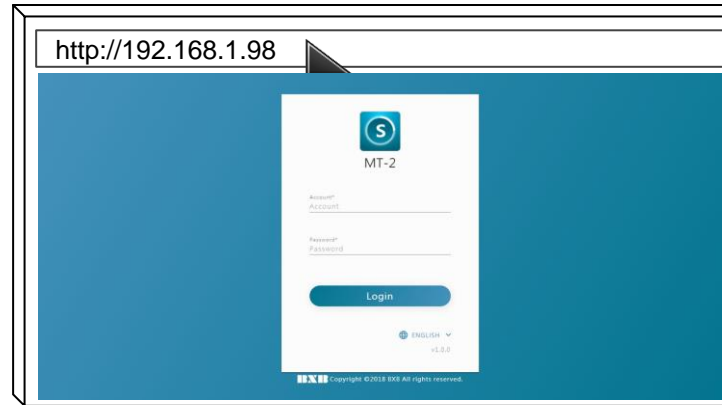 http://192.168.1.98
S
MT-2
Account*
Account
Password*
Password
Login
ENGLISH
v1.0.0
BXB Copyright ©2018 BXB All rights reserved.